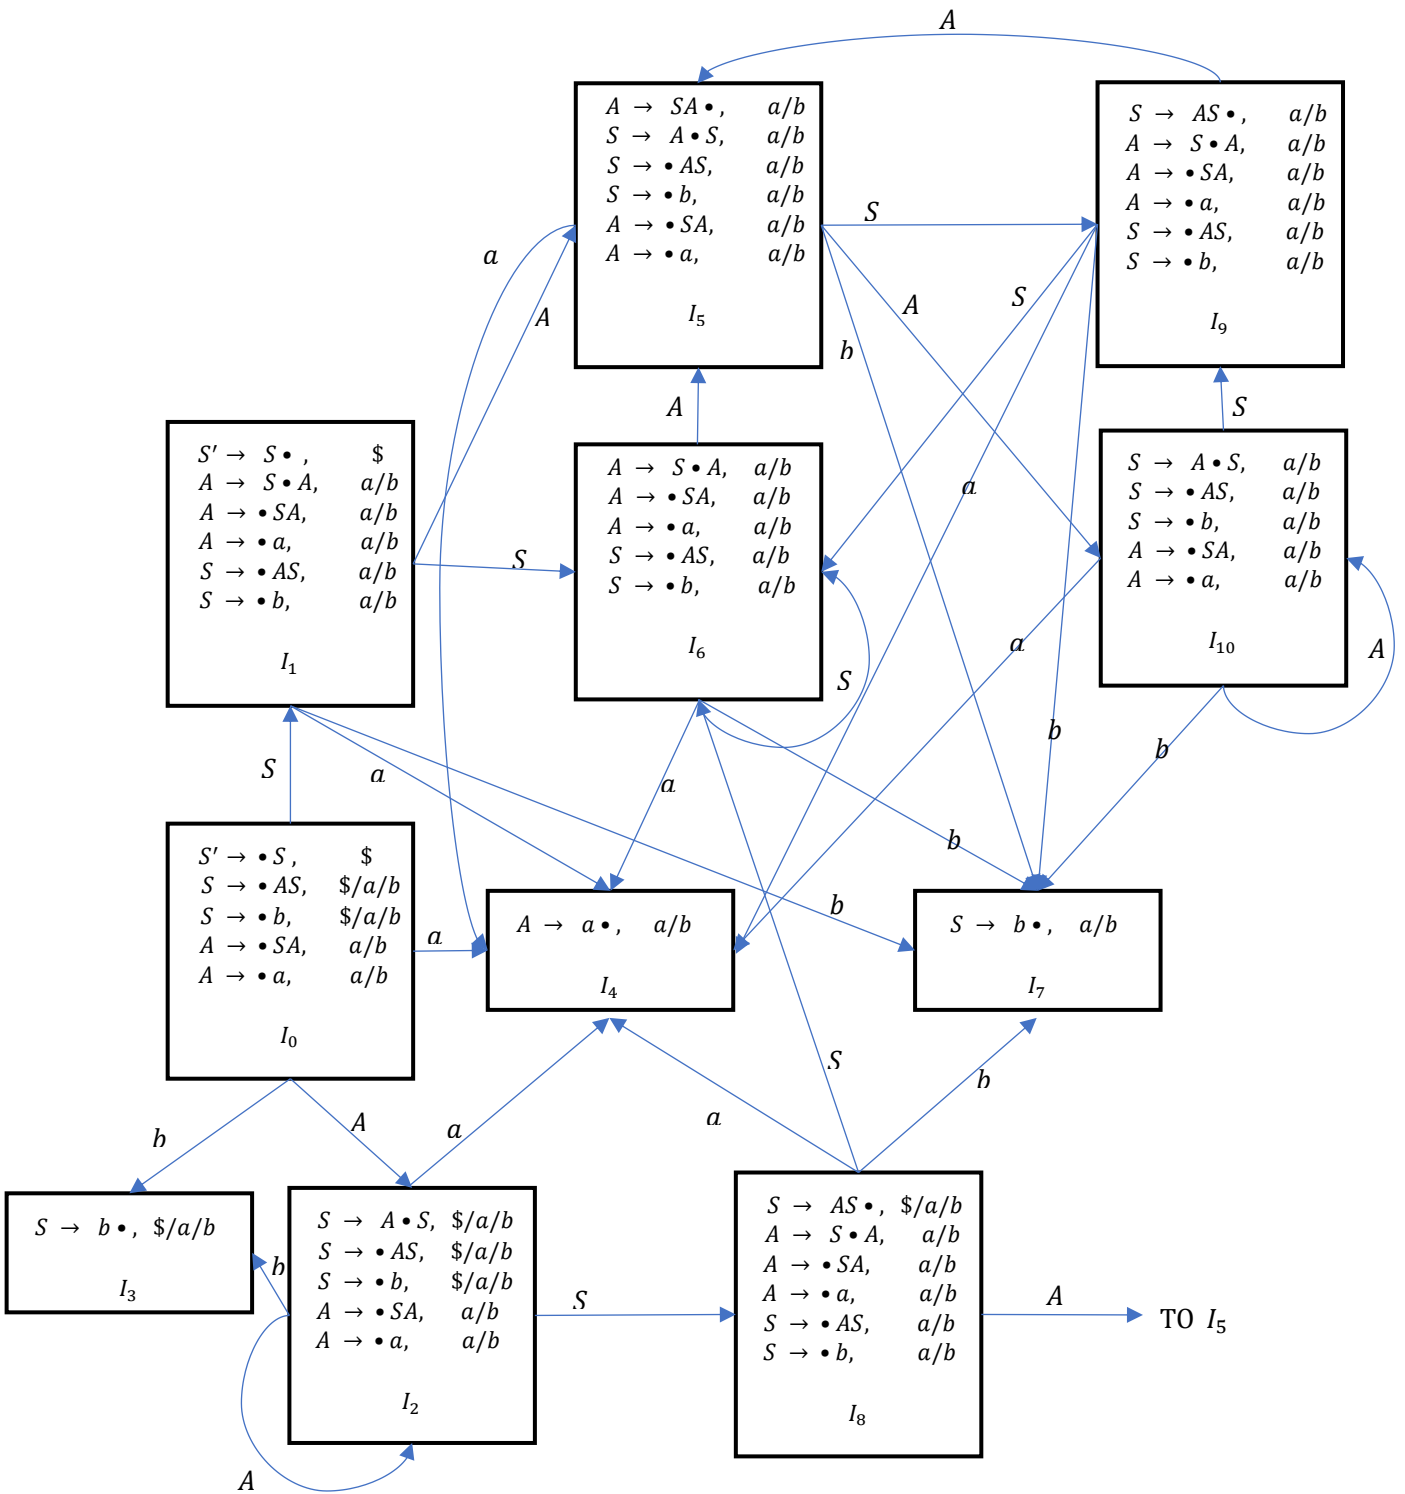 A
A → SA •, a/b
S → A • S, a/b
S → • AS, a/b
S → • b, a/b
A → • SA, a/b
A → • a, a/b
I₅
S → AS •, a/b
A → S • A, a/b
A → • SA, a/b
A → • a, a/b
S → • AS, a/b
S → • b, a/b
I₉
S
a
A
S
A
b
A
S
S′ → S •, $
A → S • A, a/b
A → • SA, a/b
A → • a, a/b
S → • AS, a/b
S → • b, a/b
I₁
S
A → S • A, a/b
A → • SA, a/b
A → • a, a/b
S → • AS, a/b
S → • b, a/b
I₆
S → A • S, a/b
S → • AS, a/b
S → • b, a/b
A → • SA, a/b
A → • a, a/b
I₁₀
a
a
A
S
b
b
S
a
a
b
S′ → • S, $
S → • AS, $/a/b
S → • b, $/a/b
A → • SA, a/b
A → • a, a/b
I₀
b
a
A → a •, a/b
I₄
S → b •, a/b
I₇
S
b
b
A
a
a
S → b •, $/a/b
I₃
b
S → A • S, $/a/b
S → • AS, $/a/b
S → • b, $/a/b
A → • SA, a/b
A → • a, a/b
I₂
S
S → AS •, $/a/b
A → S • A, a/b
A → • SA, a/b
A → • a, a/b
S → • AS, a/b
S → • b, a/b
I₈
A
TO I₅
A